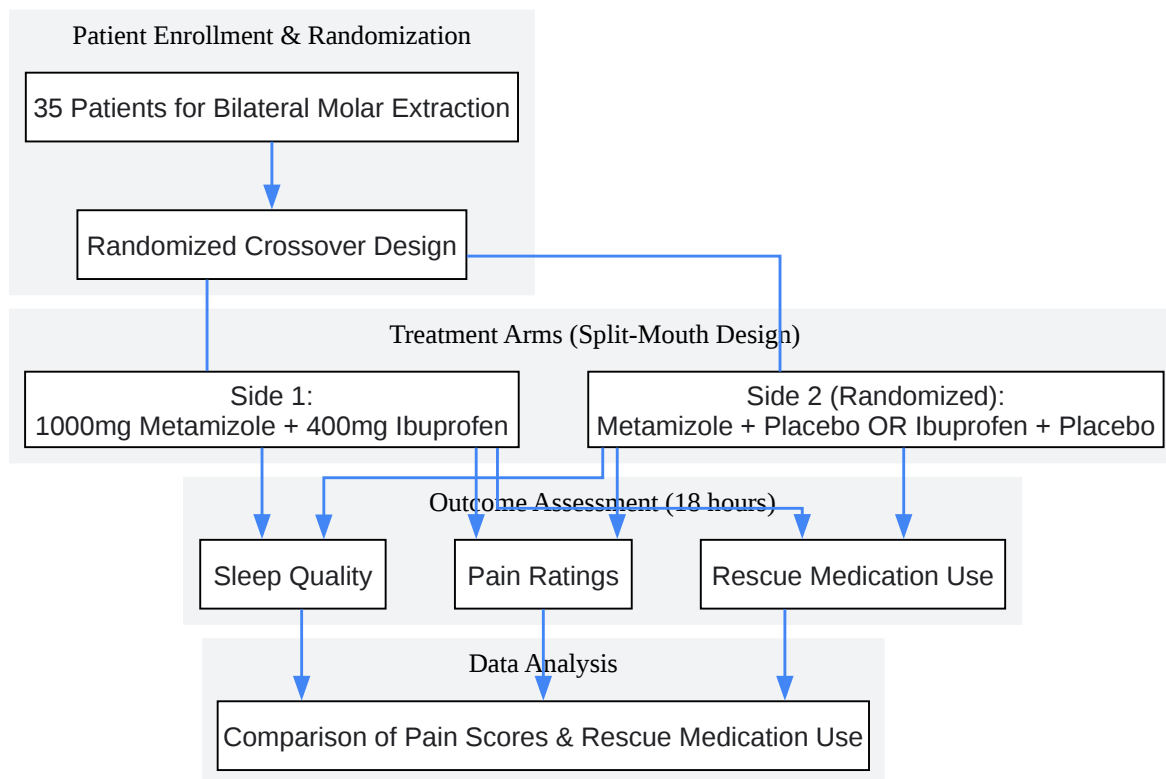 Patient Enrollment & Randomization
35 Patients for Bilateral Molar Extraction
Randomized Crossover Design
Treatment Arms (Split-Mouth Design)
Side 1:
1000mg Metamizole + 400mg Ibuprofen
Side 2 (Randomized):
Metamizole + Placebo OR Ibuprofen + Placebo
Outcome Assessment (18 hours)
Sleep Quality
Pain Ratings
Rescue Medication Use
Data Analysis
Comparison of Pain Scores & Rescue Medication Use